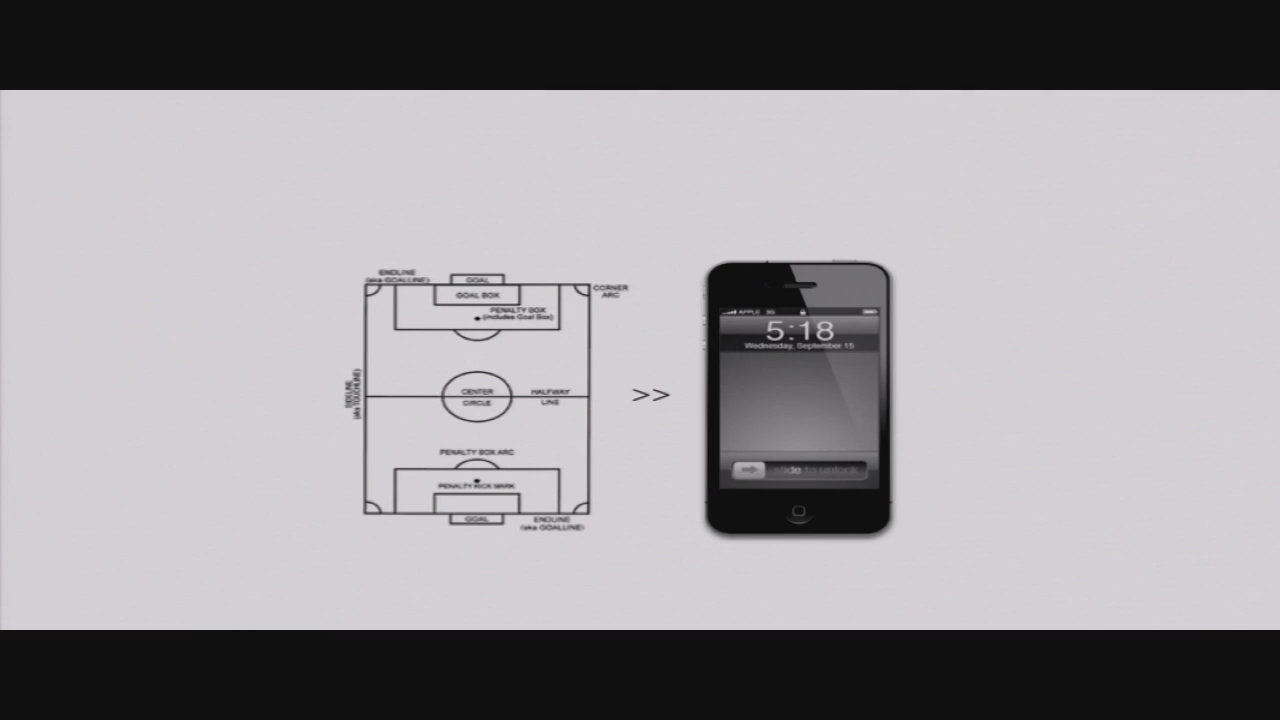 ENDLINE
(aka GOALLINE)
GOAL
CORNER
ARC
GOAL BOX
PENALTY BOX
(includes Goal Box)
SIDELINE
(aka TOUCHLINE)
CENTER
CIRCLE
HALFWAY
LINE
PENALTY BOX ARC
PENALTY KICK MARK
GOAL
ENDLINE
(aka GOALLINE)
>>
APPLE 3G
5:18
Wednesday, September 15
slide to unlock